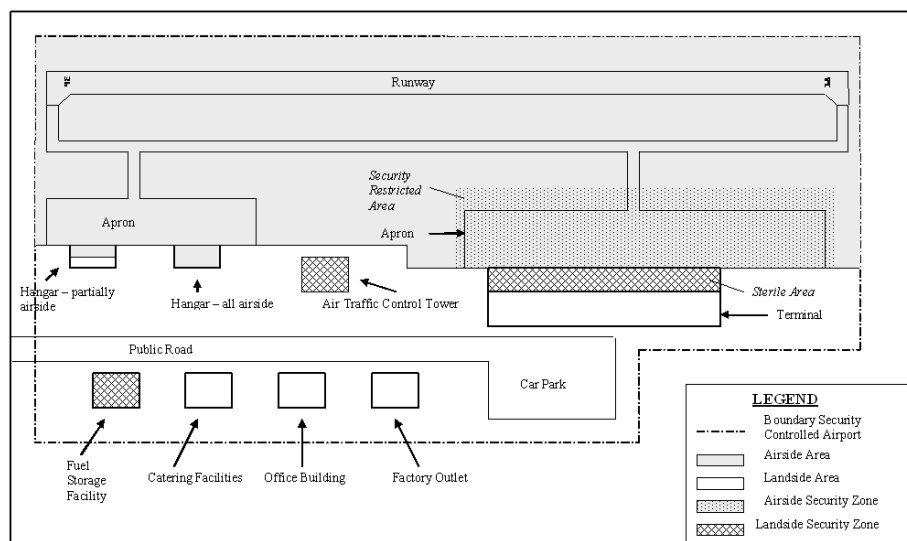 Runway
Security
Restricted
Area
Apron
Apron
Hangar – partially
airside
Hangar – all airside
Air Traffic Control Tower
Sterile Area
Terminal
Public Road
Car Park
Fuel
Storage
Facility
Catering Facilities
Office Building
Factory Outlet
LEGEND
Boundary Security
Controlled Airport
Airside Area
Landside Area
Airside Security Zone
Landside Security Zone